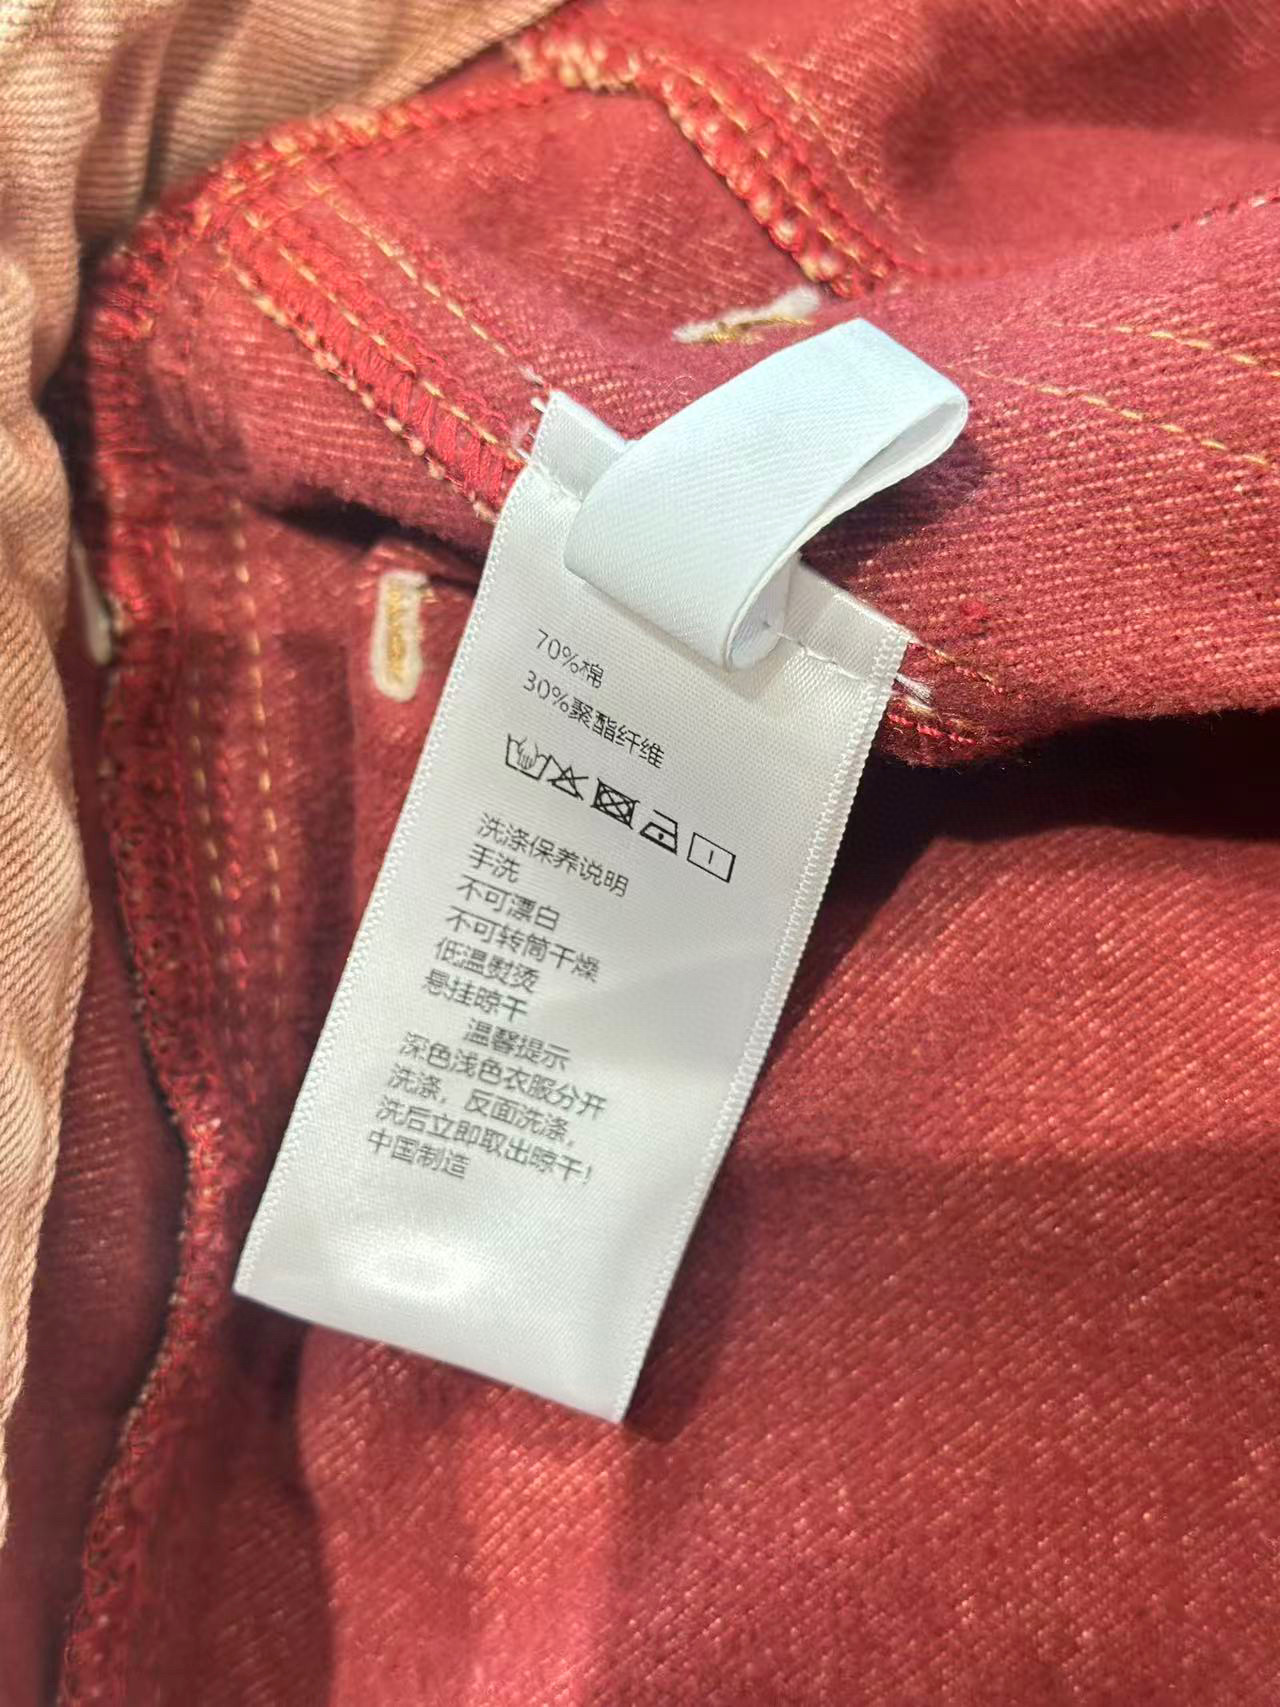 70%棉
30%聚酯纤维
洗涤保养说明
手洗
不可漂白
不可转筒干燥
低温熨烫
悬挂晾干
温馨提示
深色浅色衣服分开
洗涤，反面洗涤，
洗后立即取出晾干！
中国制造